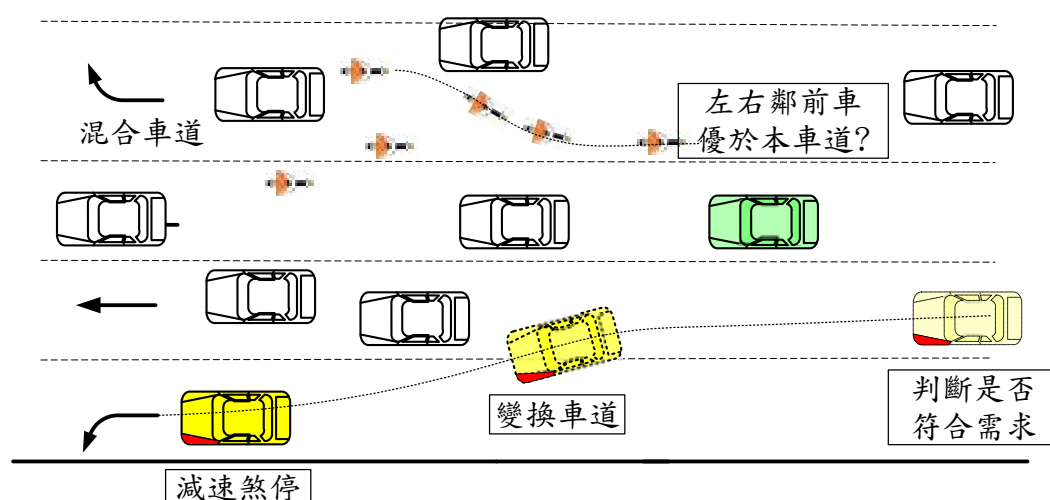 混合車道
左右鄰前車
優於本車道?
變換車道
判斷是否
符合需求
減速煞停